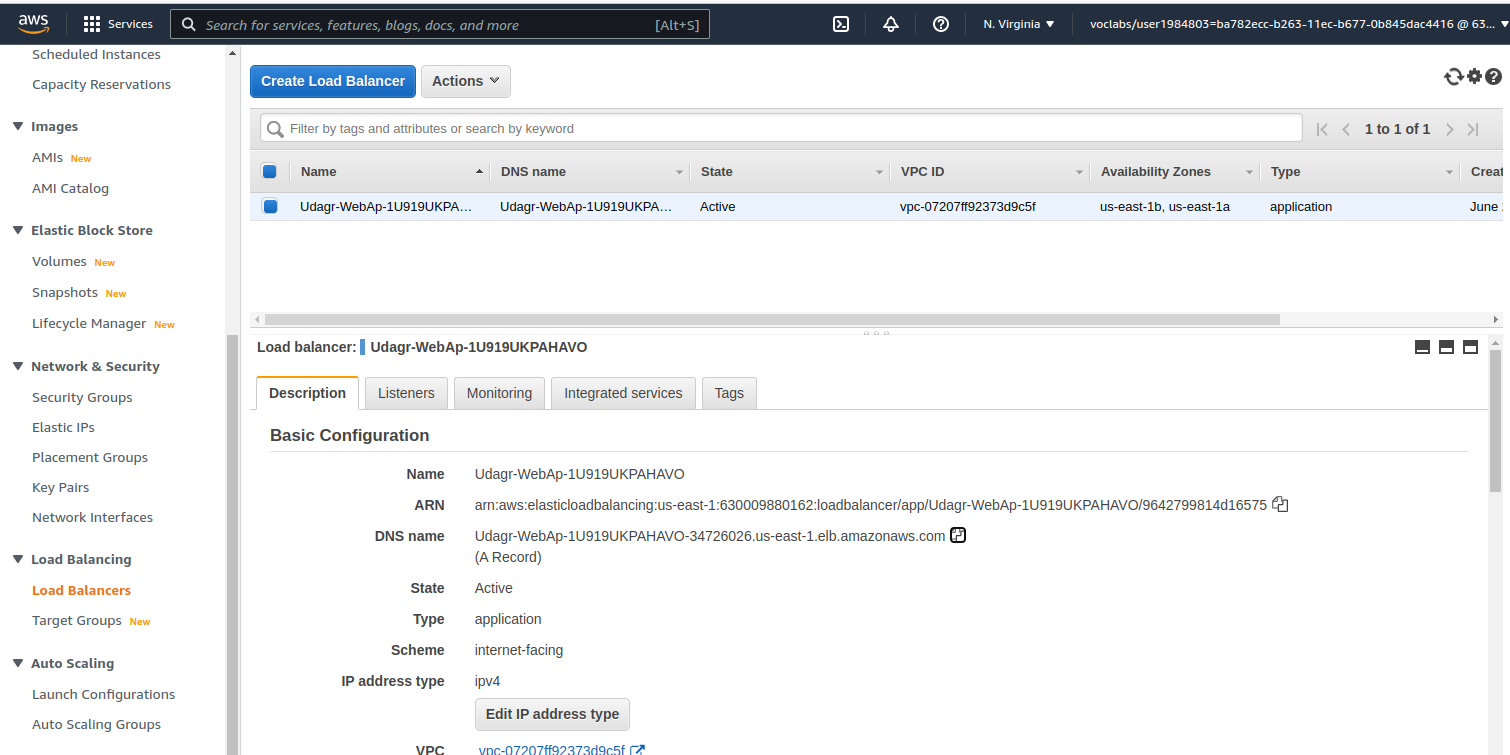 aws Services Search for services, features, blogs, docs, and more [Alt+S] N. Virginia voclabs/user1984803=ba782ecc-b263-11ec-b677-0b845dac4416 @ 63...
Scheduled Instances
Capacity Reservations
Images
AMIs New
AMI Catalog
Elastic Block Store
Volumes New
Snapshots New
Lifecycle Manager New
Network & Security
Security Groups
Elastic IPs
Placement Groups
Key Pairs
Network Interfaces
Load Balancing
Load Balancers
Target Groups New
Auto Scaling
Launch Configurations
Auto Scaling Groups
Create Load Balancer Actions
Filter by tags and attributes or search by keyword 1 to 1 of 1
Name DNS name State VPC ID Availability Zones Type Creat
Udagr-WebAp-1U919UKPA... Udagr-WebAp-1U919UKPA... Active vpc-07207ff92373d9c5f us-east-1b, us-east-1a application June
Load balancer: Udagr-WebAp-1U919UKPAHAVO
Description Listeners Monitoring Integrated services Tags
Basic Configuration
Name Udagr-WebAp-1U919UKPAHAVO
ARN arn:aws:elasticloadbalancing:us-east-1:630009880162:loadbalancer/app/Udagr-WebAp-1U919UKPAHAVO/9642799814d16575
DNS name Udagr-WebAp-1U919UKPAHAVO-34726026.us-east-1.elb.amazonaws.com
(A Record)
State Active
Type application
Scheme internet-facing
IP address type ipv4
Edit IP address type
VPC vpc-07207ff92373d9c5f